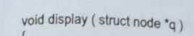 void display ( struct node *q )
{